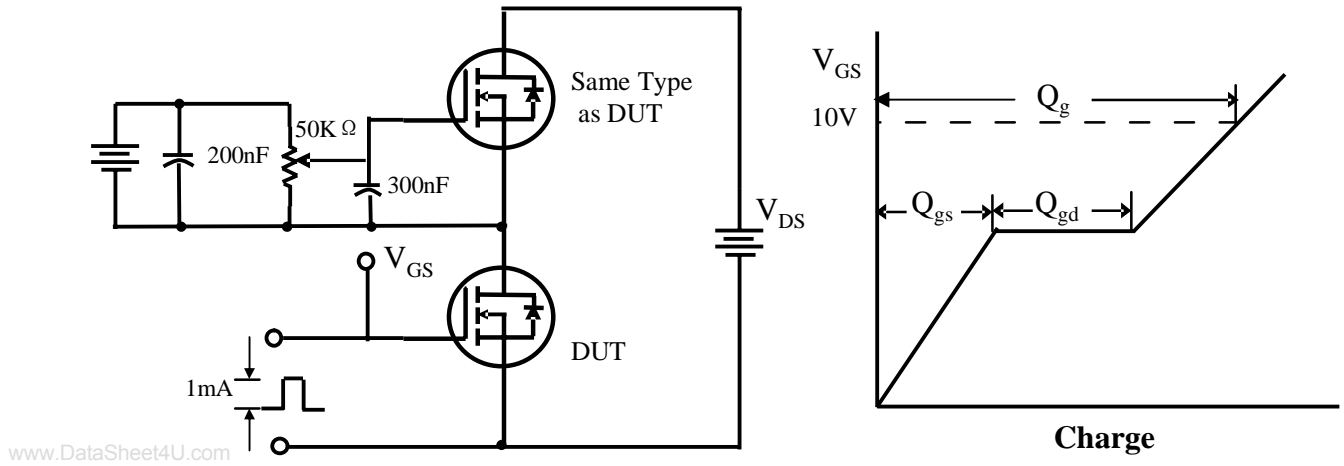 Same Type
as DUT
50K Ω
200nF
300nF
V_DS
V_GS
DUT
1mA
www.DataSheet4U.com
V_GS
10V
Q_g
Q_gs
Q_gd
Charge